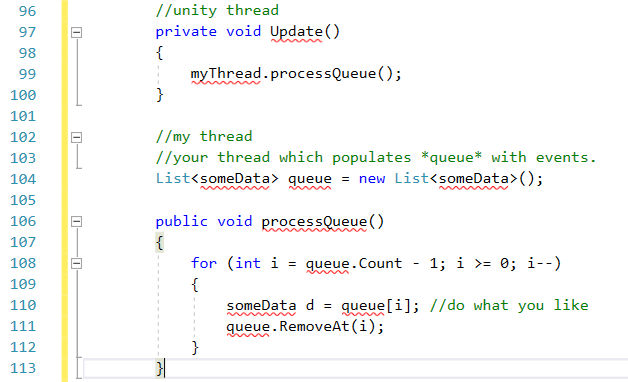 96 //unity thread
97 private void Update()
98 {
99 myThread.processQueue();
100 }
101
102 //my thread
103 //your thread which populates *queue* with events.
104 List<someData> queue = new List<someData>();
105
106 public void processQueue()
107 {
108 for (int i = queue.Count - 1; i >= 0; i--)
109 {
110 someData d = queue[i]; //do what you like
111 queue.RemoveAt(i);
112 }
113 }